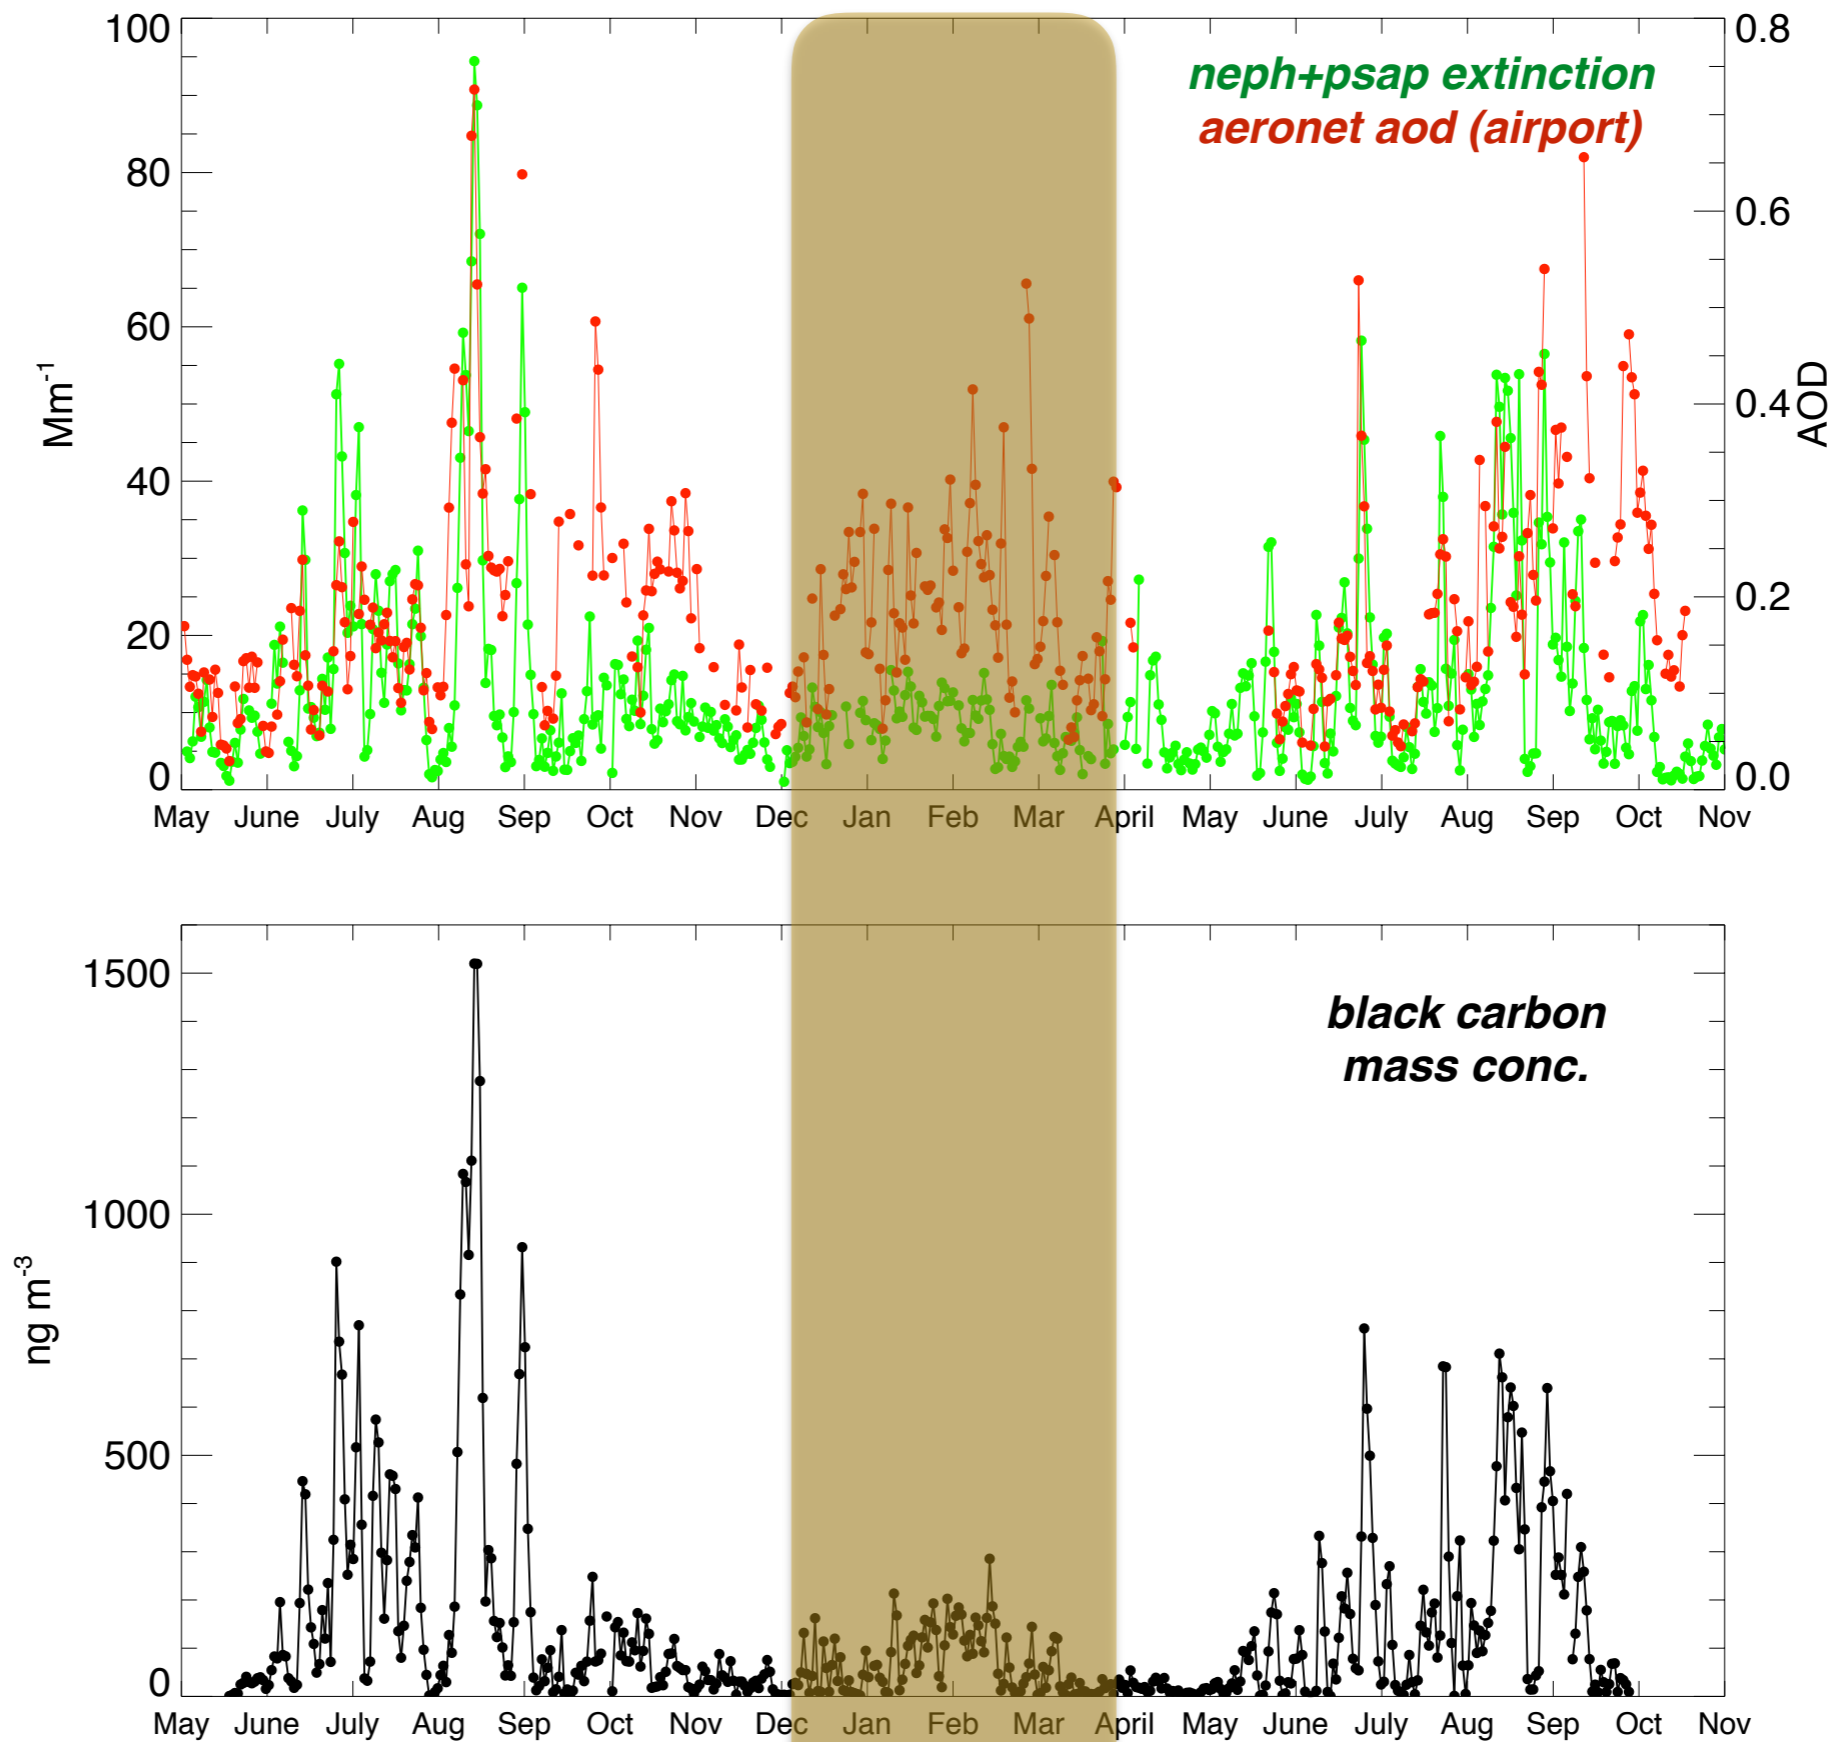 100
80
60
40
20
0
Mm-1
0.8
0.6
0.4
0.2
0.0
AOD
neph+psap extinction
aeronet aod (airport)
May June July Aug Sep Oct Nov Dec Jan Feb Mar April May June July Aug Sep Oct Nov
1500
1000
500
0
ng m-3
black carbon
mass conc.
May June July Aug Sep Oct Nov Dec Jan Feb Mar April May June July Aug Sep Oct Nov